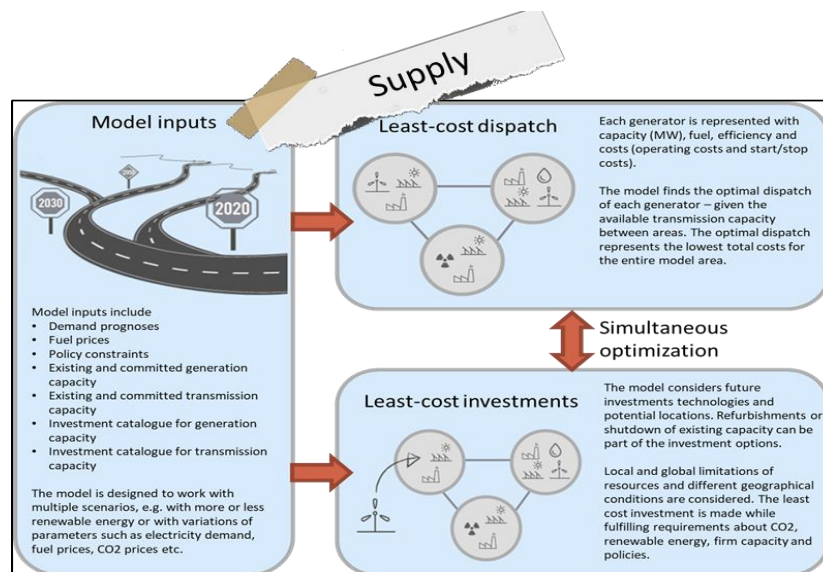 Supply
Model inputs
2030
2020
Model inputs include
• Demand prognoses
• Fuel prices
• Policy constraints
• Existing and committed generation
capacity
• Existing and committed transmission
capacity
• Investment catalogue for generation
capacity
• Investment catalogue for transmission
capacity
The model is designed to work with
multiple scenarios, e.g. with more or less
renewable energy or with variations of
parameters such as electricity demand,
fuel prices, CO2 prices etc.
Least-cost dispatch
Each generator is represented with
capacity (MW), fuel, efficiency and
costs (operating costs and start/stop
costs).
The model finds the optimal dispatch
of each generator – given the
available transmission capacity
between areas. The optimal dispatch
represents the lowest total costs for
the entire model area.
Simultaneous
optimization
Least-cost investments
The model considers future
investments technologies and
potential locations. Refurbishments or
shutdown of existing capacity can be
part of the investment options.
Local and global limitations of
resources and different geographical
conditions are considered. The least
cost investment is made while
fulfilling requirements about CO2,
renewable energy, firm capacity and
policies.